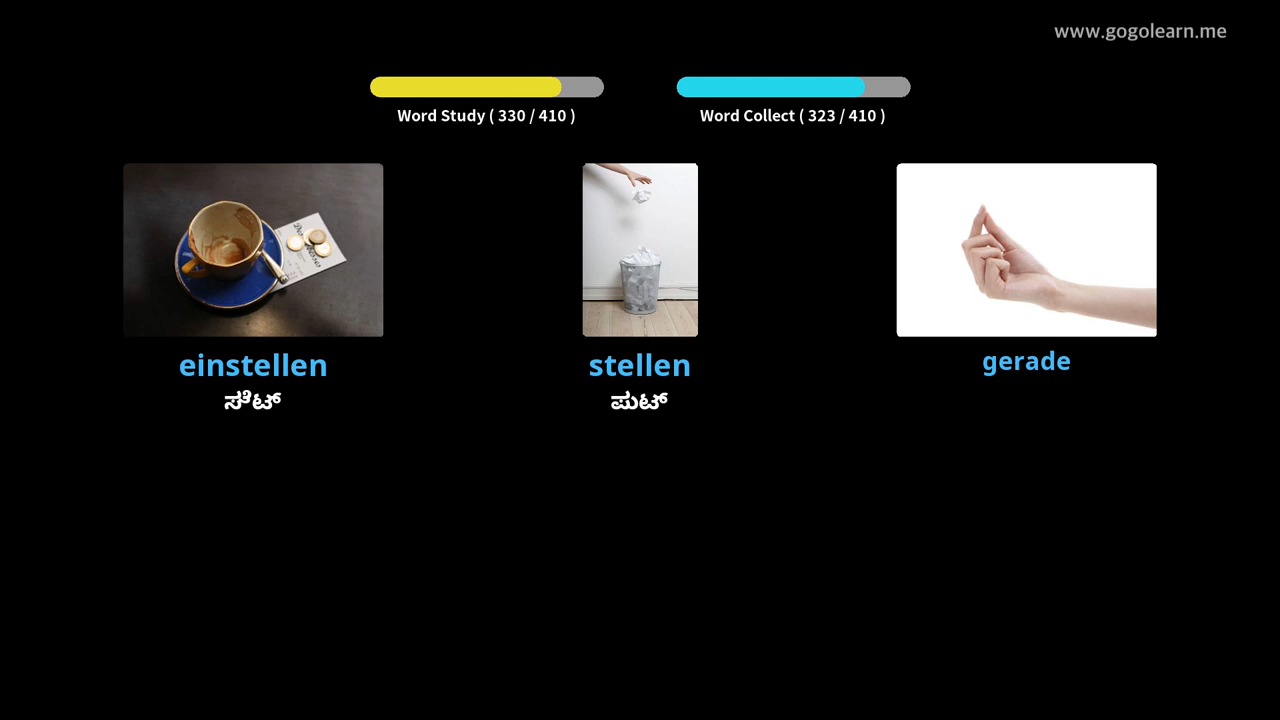 www.gogolearn.me
Word Study ( 330 / 410 )
Word Collect ( 323 / 410 )
einstellen
stellen
gerade
ಸೆಟ್
ಪುಟ್